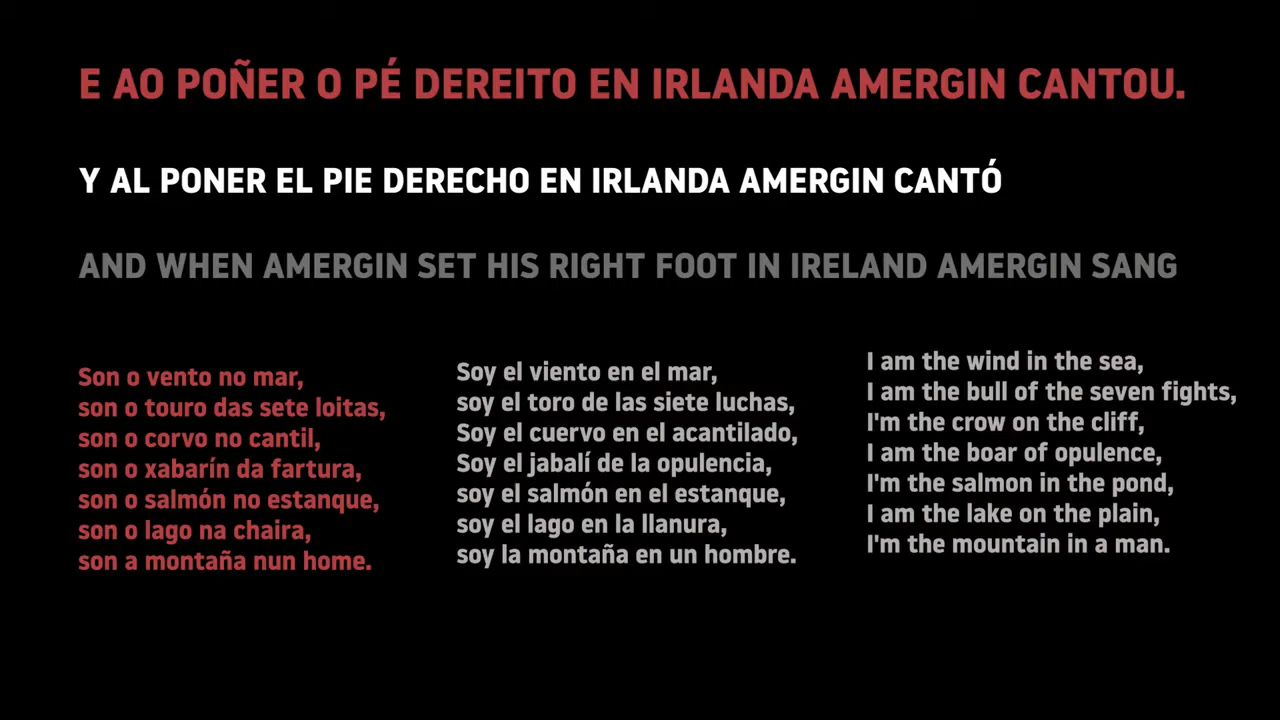 E AO POÑER O PÉ DEREITO EN IRLANDA AMERGIN CANTOU.
Y AL PONER EL PIE DERECHO EN IRLANDA AMERGIN CANTÓ
AND WHEN AMERGIN SET HIS RIGHT FOOT IN IRELAND AMERGIN SANG
Son o vento no mar,
son o touro das sete loitas,
son o corvo no cantil,
son o xabarín da fartura,
son o salmón no estanque,
son o lago na chaira,
son a montaña nun home.
Soy el viento en el mar,
soy el toro de las siete luchas,
Soy el cuervo en el acantilado,
Soy el jabalí de la opulencia,
soy el salmón en el estanque,
soy el lago en la llanura,
soy la montaña en un hombre.
I am the wind in the sea,
I am the bull of the seven fights,
I'm the crow on the cliff,
I am the boar of opulence,
I'm the salmon in the pond,
I am the lake on the plain,
I'm the mountain in a man.